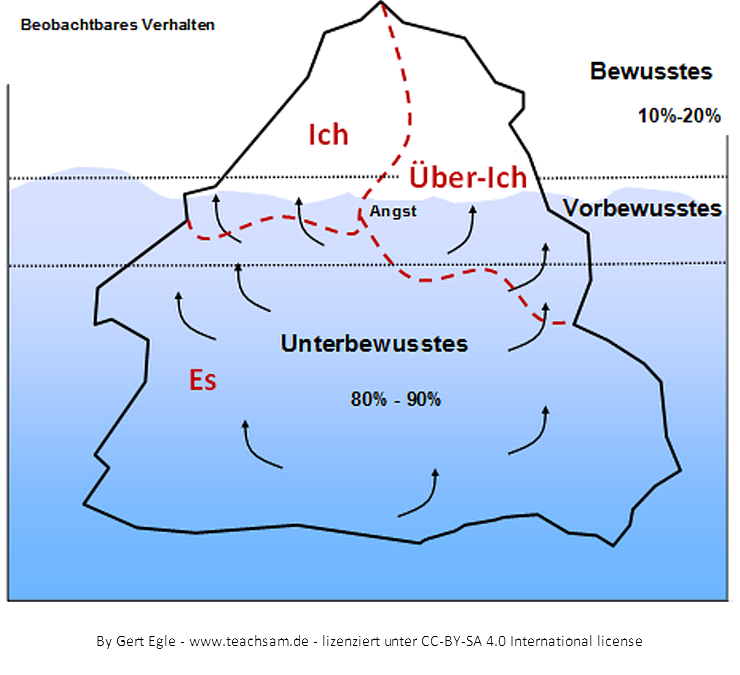 Beobachtbares Verhalten
Bewusstes
10%-20%
Ich
Über-Ich
Angst
Vorbewusstes
Unterbewusstes
Es
80% - 90%
By Gert Egle - www.teachsam.de - lizenziert unter CC-BY-SA 4.0 International license